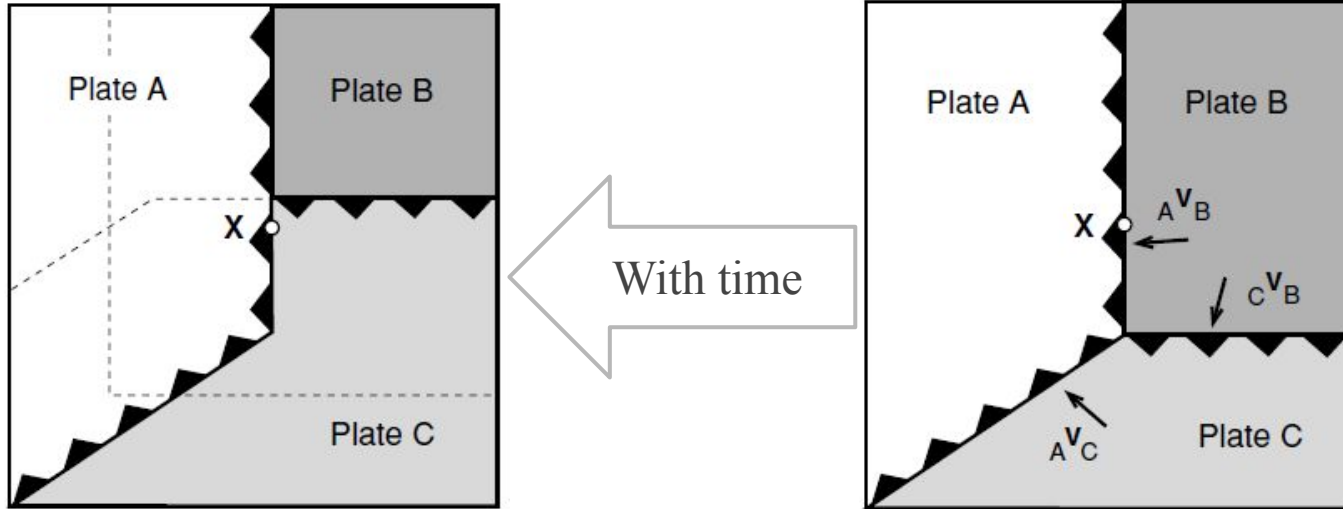 Plate A
Plate B
X
Plate C
With time
Plate A
Plate B
X
AVB
CVB
AVC
Plate C